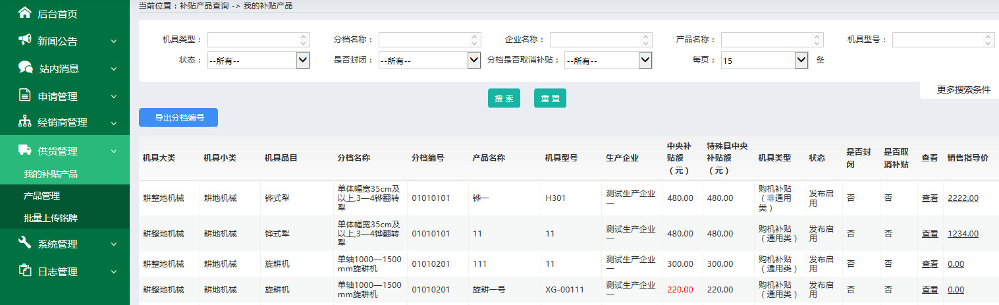 后台首页
新闻公告
站内消息
申请管理
经销商管理
供货管理
我的补贴产品
产品管理
批量上传铭牌
系统管理
日志管理
当前位置：补贴产品查询 -> 我的补贴产品
机具类型： 分档名称： 企业名称： 产品名称： 机具型号：
状态： --所有-- 是否封闭： --所有-- 分档是否取消补贴： --所有-- 每页： 15 条
更多搜索条件
搜 索 重 置
导出分档编号
机具大类 机具小类 机具品目 分档名称 分档编号 产品名称 机具型号 生产企业 中央补贴额（元） 特殊县中央补贴额（元） 机具类型 状态 是否封闭 是否取消补贴 查看 销售指导价
耕整地机械 耕地机械 铧式犁 单体幅宽35cm及以上,3—4铧翻转犁 01010101 铧一 H301 测试生产企业一 480.00 480.00 购机补贴（非通用类） 发布启用 否 否 查看 2222.00
耕整地机械 耕地机械 铧式犁 单体幅宽35cm及以上,3—4铧翻转犁 01010101 11 11 测试生产企业一 480.00 480.00 购机补贴（通用类） 发布启用 否 否 查看 1234.00
耕整地机械 耕地机械 旋耕机 单轴1000—1500mm旋耕机 01010201 111 11 测试生产企业一 300.00 300.00 购机补贴（通用类） 发布启用 否 否 查看 0.00
耕整地机械 耕地机械 旋耕机 单轴1000—1500mm旋耕机 01010201 旋耕一号 XG-00111 测试生产企业一 220.00 220.00 购机补贴（通用类） 发布启用 否 否 查看 0.00